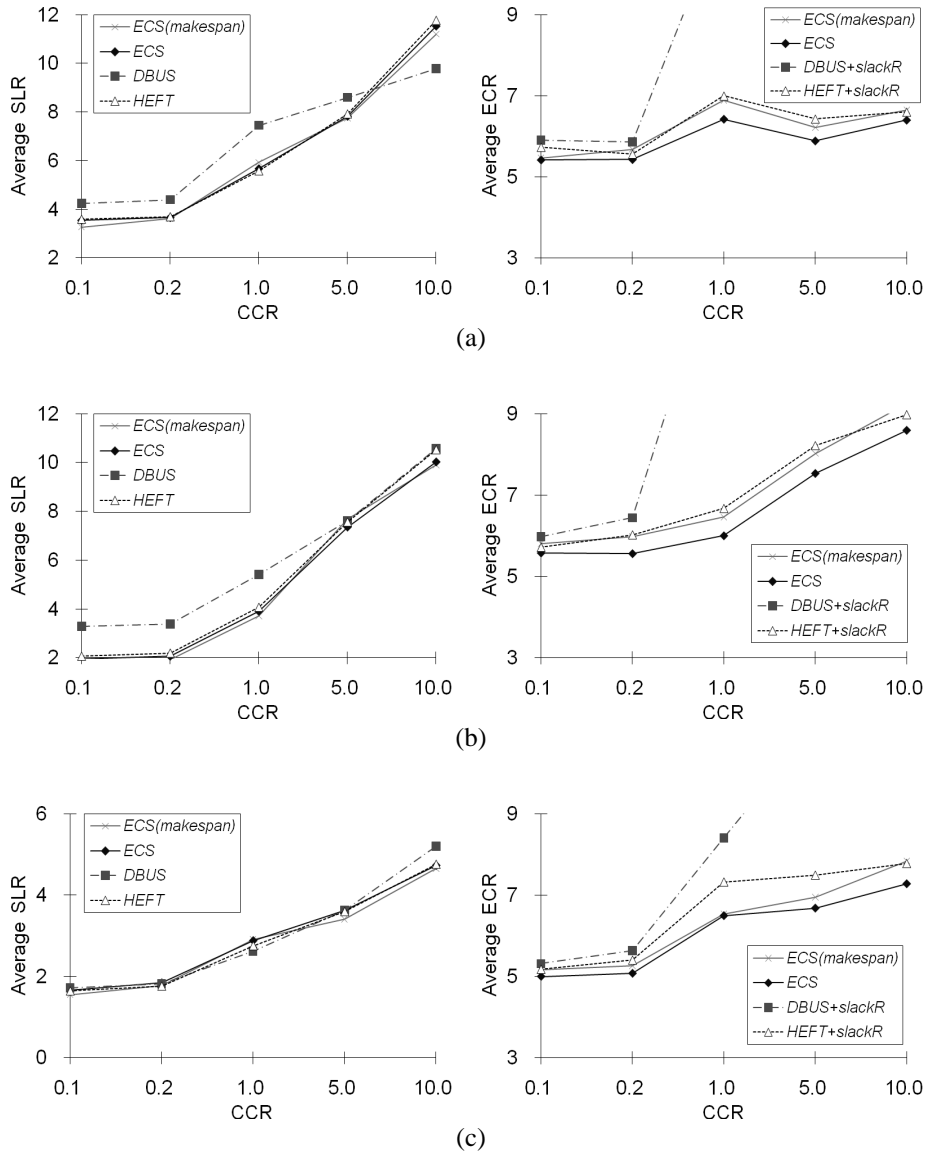 12
10
8
6
4
2
Average SLR
ECS(makespan)
ECS
DBUS
HEFT
0.1 0.2 1.0 5.0 10.0
CCR
9
7
5
3
Average ECR
ECS(makespan)
ECS
DBUS+slackR
HEFT+slackR
0.1 0.2 1.0 5.0 10.0
CCR
(a)
12
10
8
6
4
2
Average SLR
ECS(makespan)
ECS
DBUS
HEFT
0.1 0.2 1.0 5.0 10.0
CCR
9
7
5
3
Average ECR
ECS(makespan)
ECS
DBUS+slackR
HEFT+slackR
0.1 0.2 1.0 5.0 10.0
CCR
(b)
6
4
2
0
Average SLR
ECS(makespan)
ECS
DBUS
HEFT
0.1 0.2 1.0 5.0 10.0
CCR
9
7
5
3
Average ECR
ECS(makespan)
ECS
DBUS+slackR
HEFT+slackR
0.1 0.2 1.0 5.0 10.0
CCR
(c)